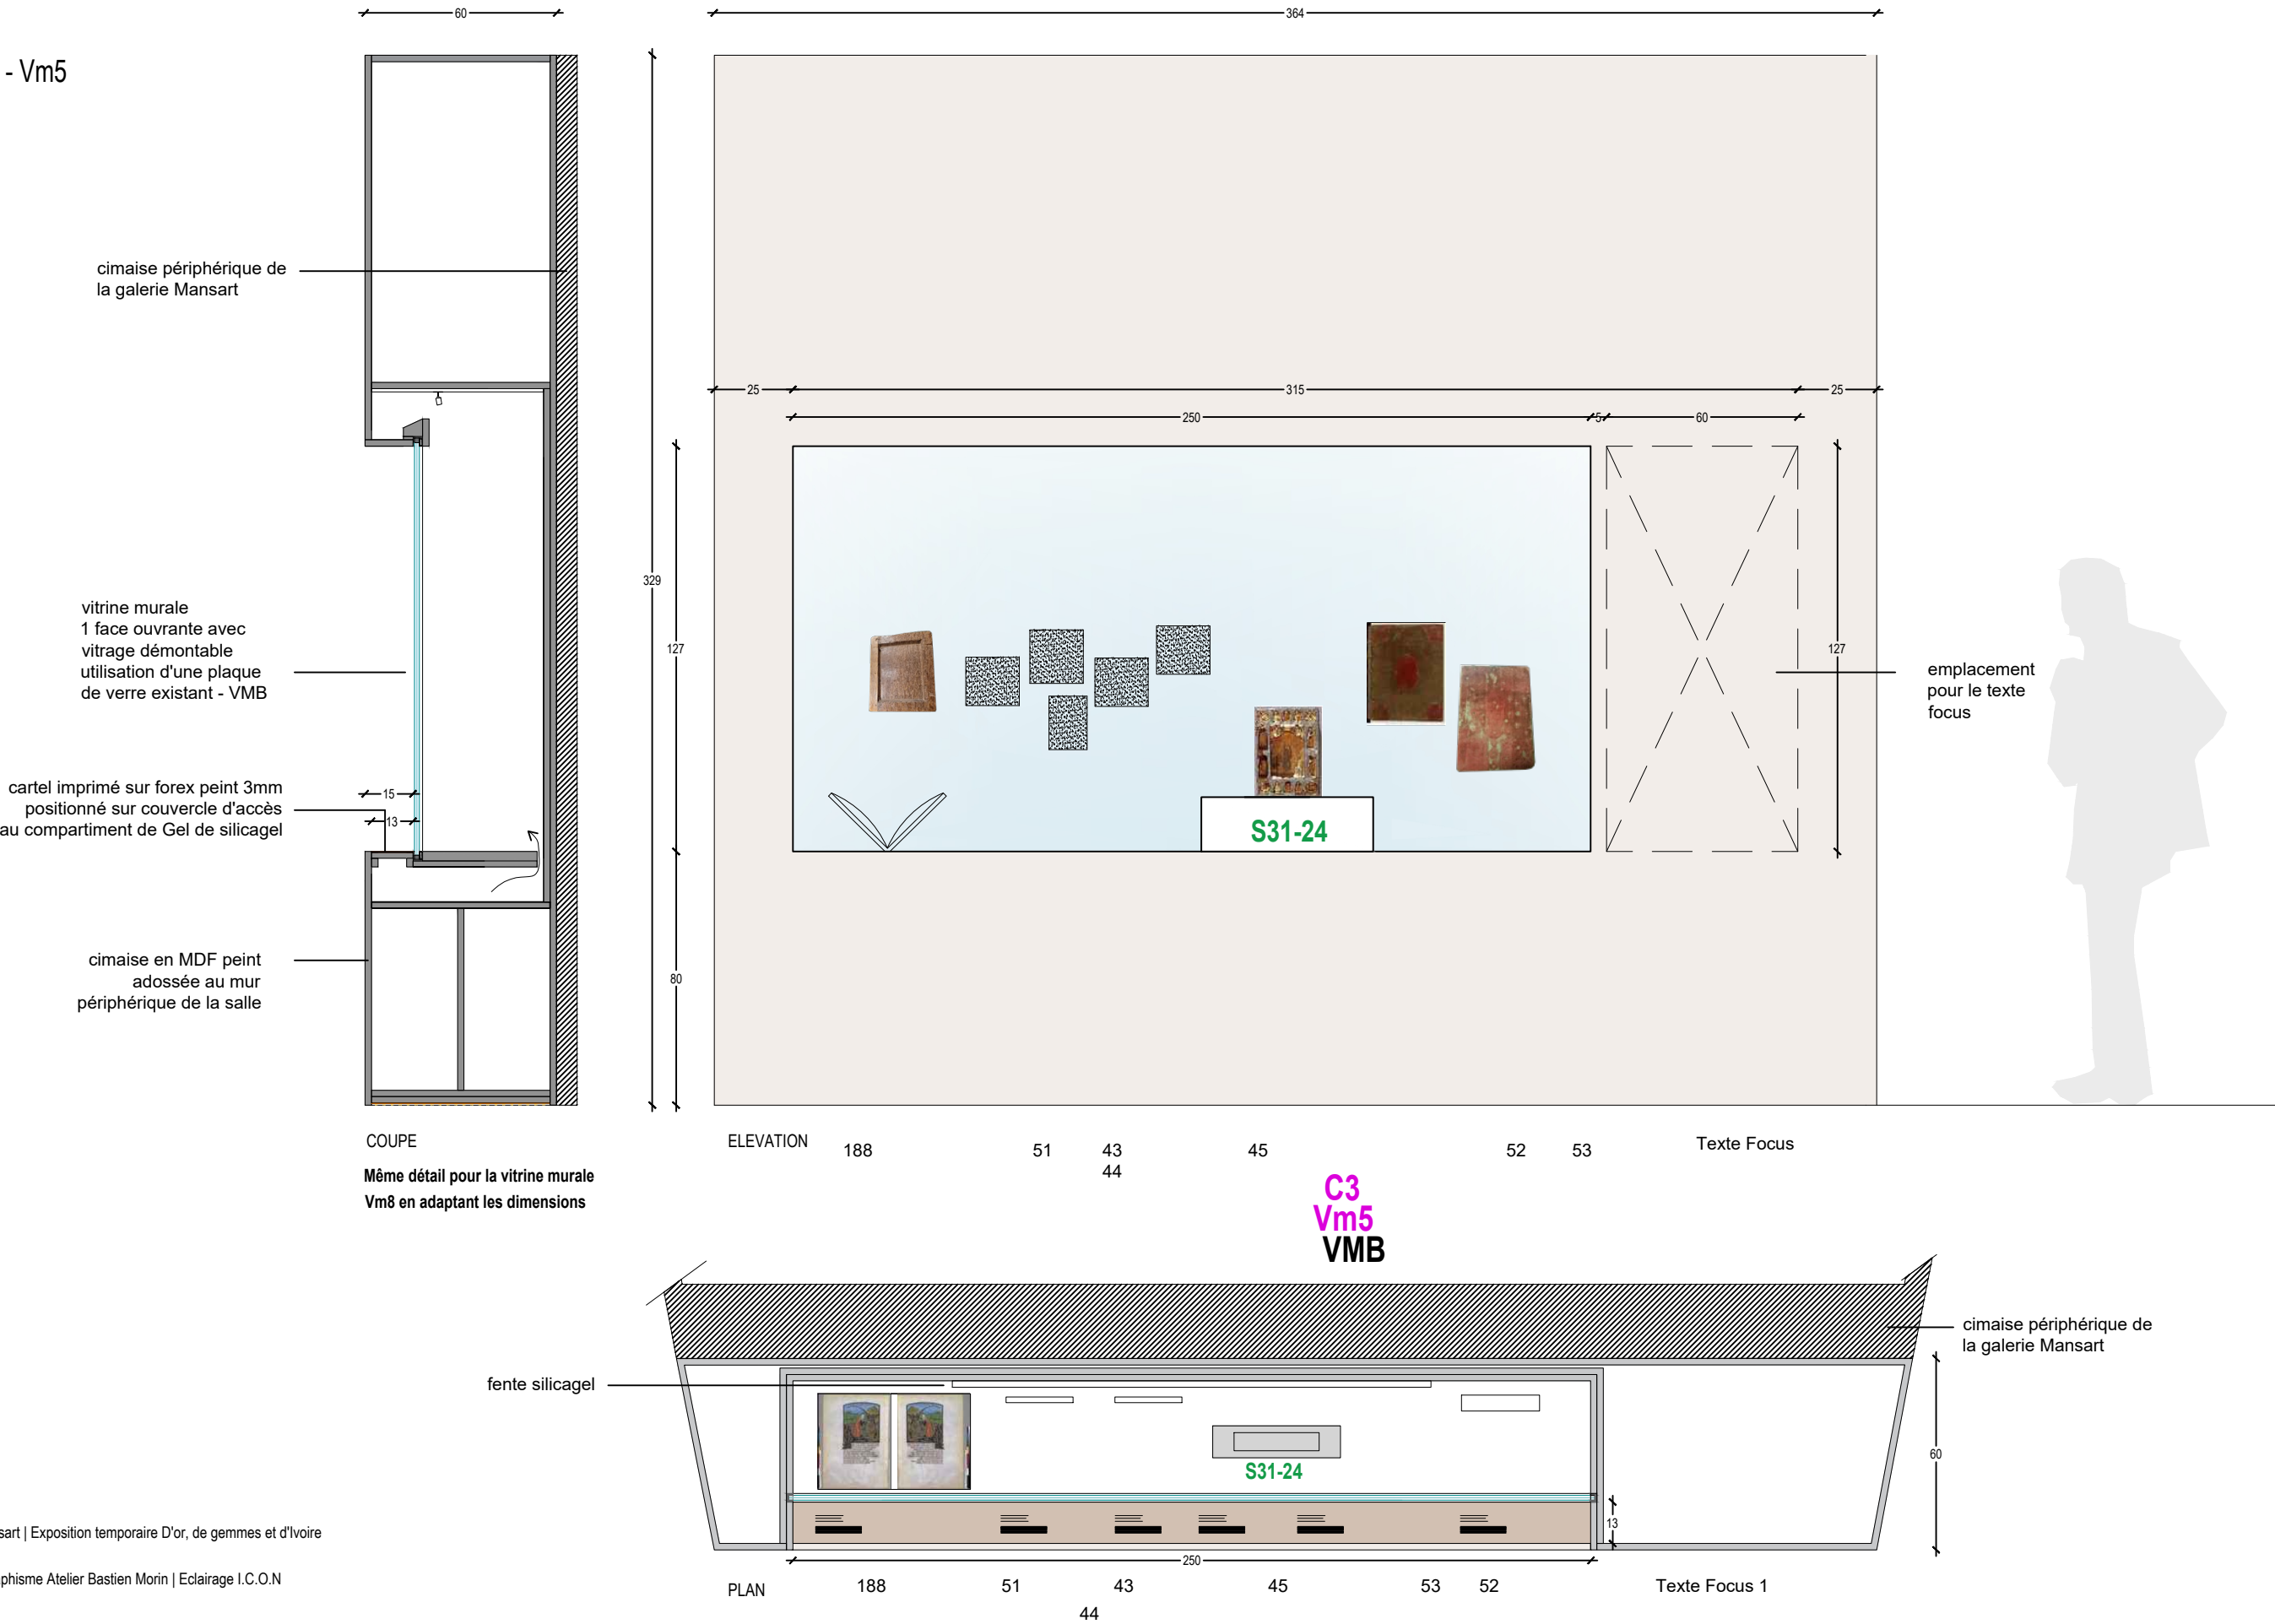 60
364
- Vm5
cimaise périphérique de
la galerie Mansart
25
315
25
250
5
60
329
127
127
vitrine murale
1 face ouvrante avec
vitrage démontable
utilisation d'une plaque
de verre existant - VMB
emplacement
pour le texte
focus
cartel imprimé sur forex peint 3mm
positionné sur couvercle d'accès
au compartiment de Gel de silicagel
15
13
S31-24
cimaise en MDF peint
adossée au mur
périphérique de la salle
80
COUPE
Même détail pour la vitrine murale
Vm8 en adaptant les dimensions
ELEVATION
188
51
43
44
45
52
53
Texte Focus
C3
Vm5
VMB
cimaise périphérique de
la galerie Mansart
fente silicagel
S31-24
60
13
250
PLAN
188
51
43
44
45
53
52
Texte Focus 1
sart | Exposition temporaire D'or, de gemmes et d'Ivoire
phisme Atelier Bastien Morin | Eclairage I.C.O.N